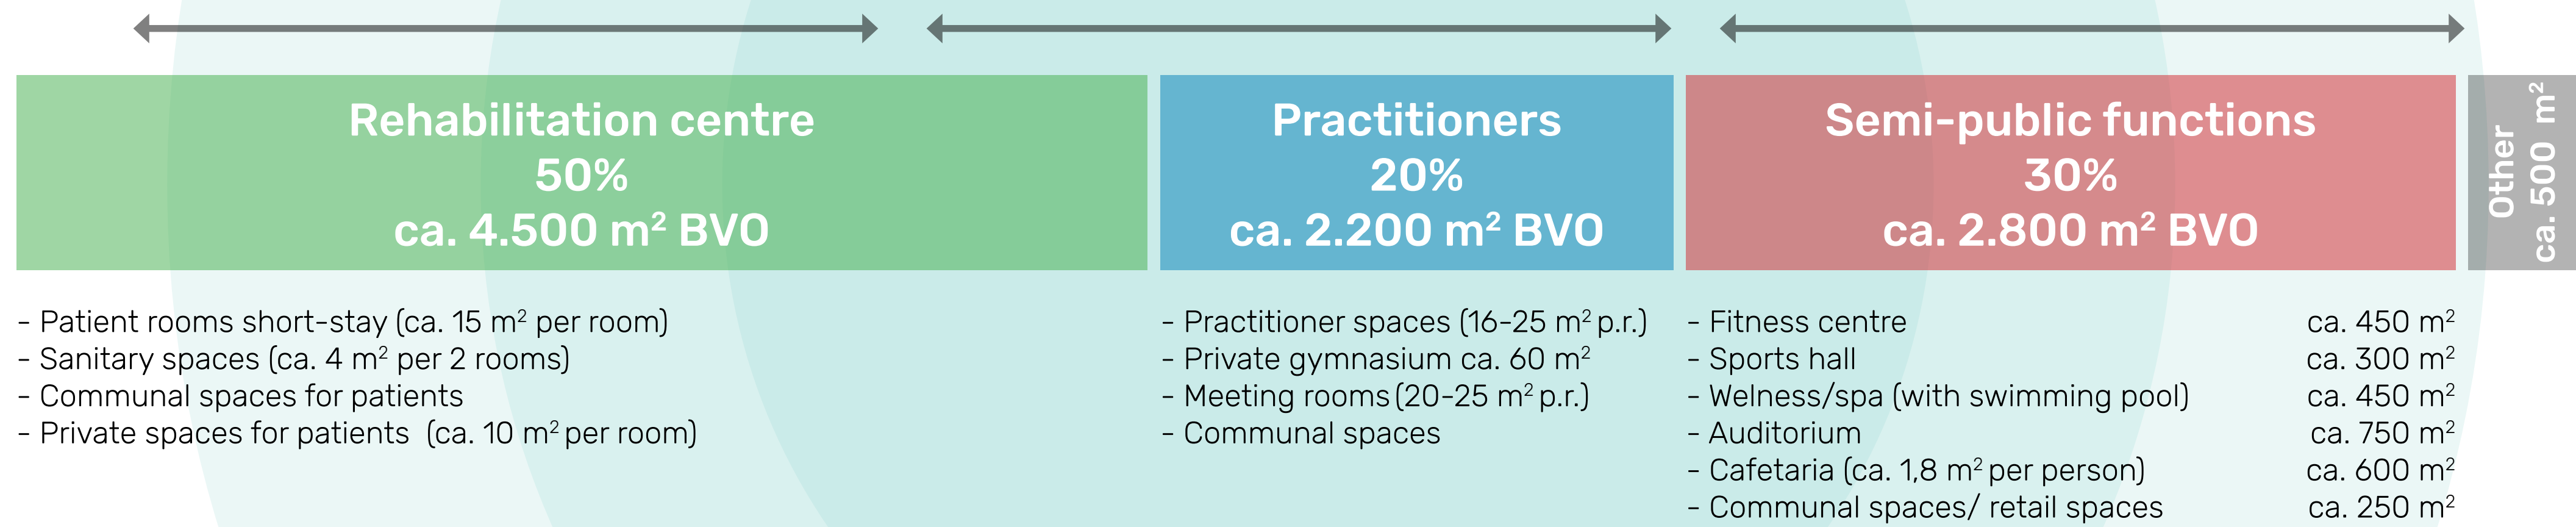 Rehabilitation centre
50%
ca. 4.500 m² BVO
- Patient rooms short-stay (ca. 15 m² per room)
- Sanitary spaces (ca. 4 m² per 2 rooms)
- Communal spaces for patients
- Private spaces for patients (ca. 10 m² per room)
Practitioners
20%
ca. 2.200 m² BVO
- Practitioner spaces (16-25 m² p.r.)
- Private gymnasium ca. 60 m²
- Meeting rooms (20-25 m² p.r.)
- Communal spaces
Semi-public functions
30%
ca. 2.800 m² BVO
- Fitness centre ca. 450 m²
- Sports hall ca. 300 m²
- Welness/spa (with swimming pool) ca. 450 m²
- Auditorium ca. 750 m²
- Cafetaria (ca. 1,8 m² per person) ca. 600 m²
- Communal spaces/ retail spaces ca. 250 m²
Other
ca. 500 m²